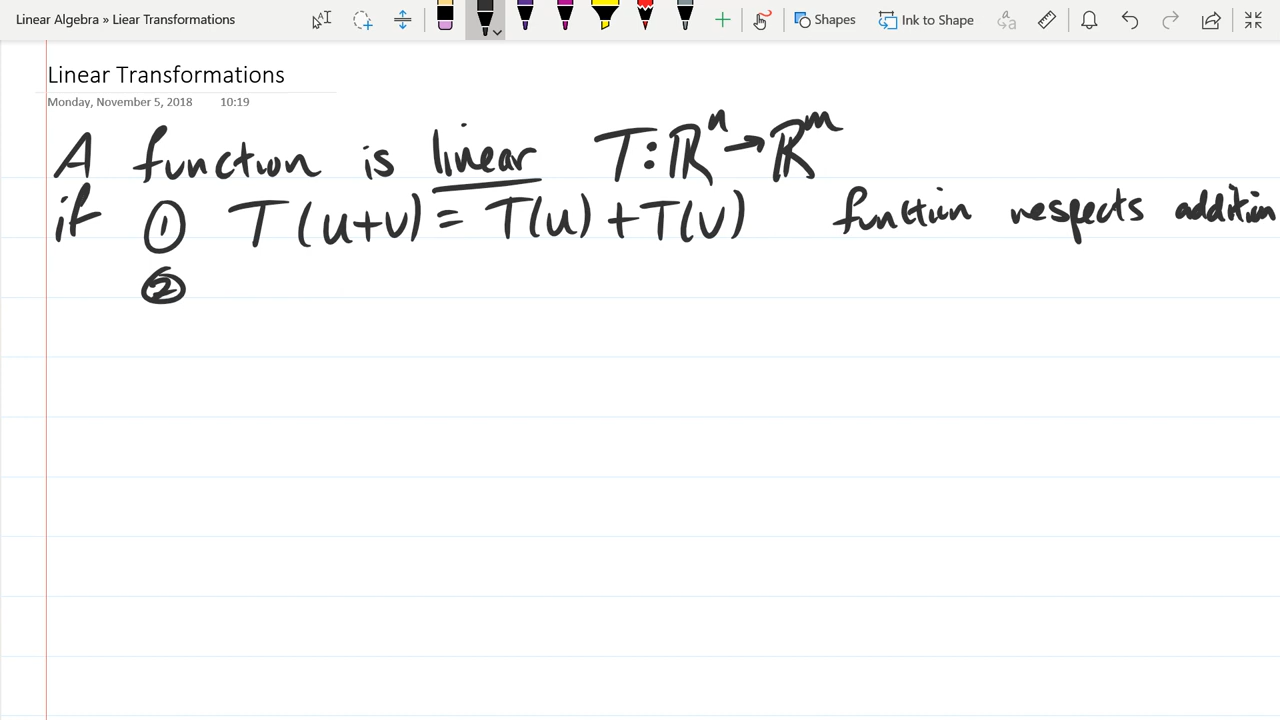 Linear Algebra » Liear Transformations
Shapes
Ink to Shape
Linear Transformations
Monday, November 5, 2018 10:19
A function is linear T:ℝⁿ→ℝᵐ
if ① T(u+v) = T(u) + T(v) function respects addition
②